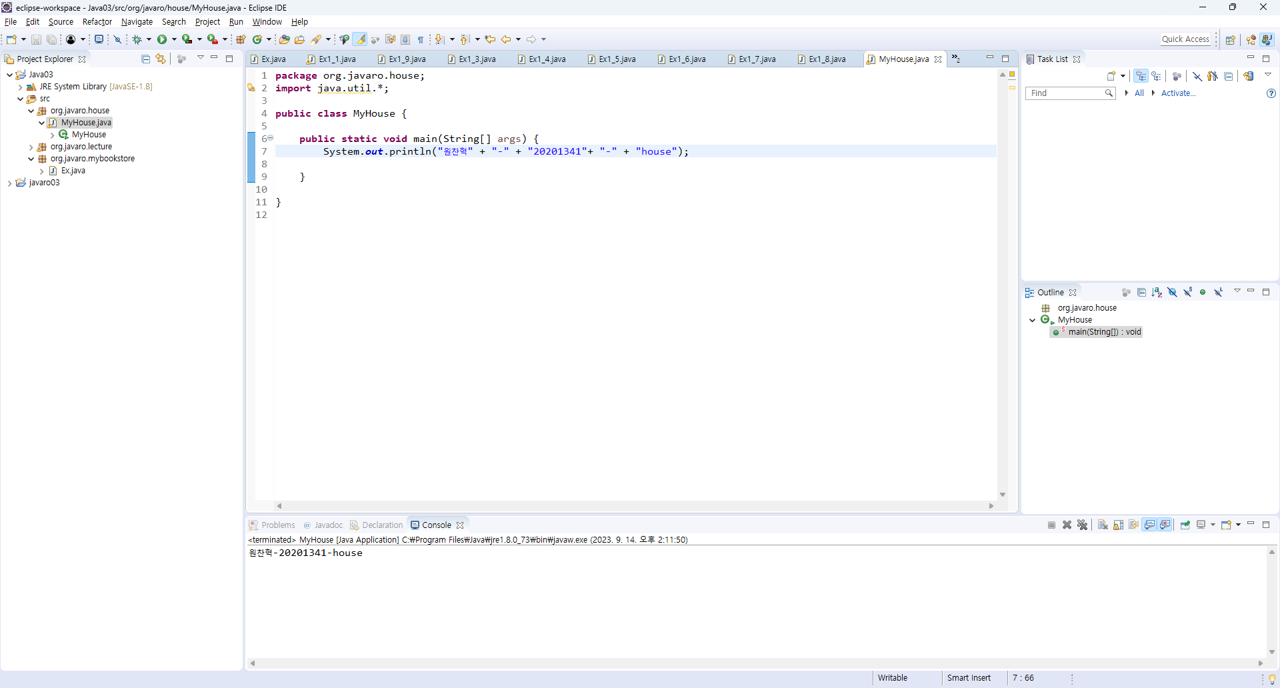 eclipse-workspace - Java03/src/org/javaro/house/MyHouse.java - Eclipse IDE
File Edit Source Refactor Navigate Search Project Run Window Help
Quick Access
Project Explorer
Java03
JRE System Library [JavaSE-1.8]
src
org.javaro.house
MyHouse.java
MyHouse
org.javaro.lecture
org.javaro.mybookstore
Ex.java
javaro03
Ex.java Ex1_1.java Ex1_9.java Ex1_3.java Ex1_4.java Ex1_5.java Ex1_6.java Ex1_7.java Ex1_8.java MyHouse.java »2
1 package org.javaro.house;
2 import java.util.*;
3
4 public class MyHouse {
5
6 public static void main(String[] args) {
7 System.out.println("원찬혁" + "-" + "20201341"+ "-" + "house");
8
9 }
10
11 }
12
Task List
Find All Activate...
Outline
org.javaro.house
MyHouse
main(String[]) : void
Problems Javadoc Declaration Console
<terminated> MyHouse [Java Application] C:₩Program Files₩Java₩jre1.8.0_73₩bin₩javaw.exe (2023. 9. 14. 오후 2:11:50)
원찬혁-20201341-house
Writable Smart Insert 7 : 66